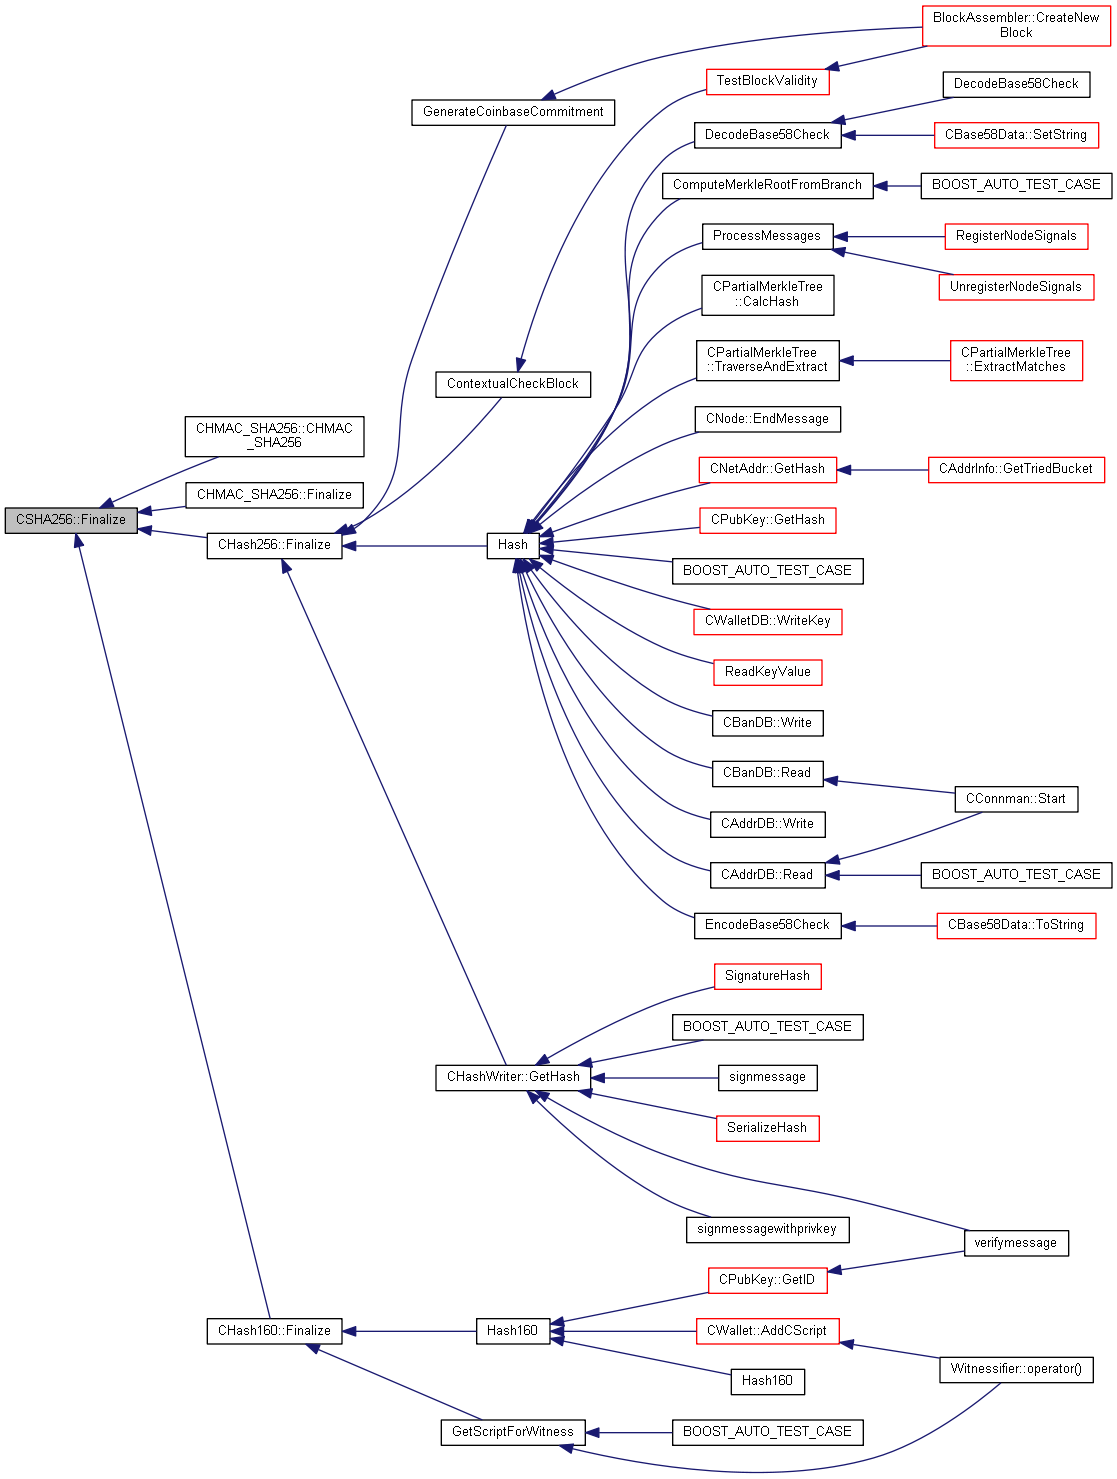 BlockAssembler::CreateNew
Block
TestBlockValidity
DecodeBase58Check
GenerateCoinbaseCommitment
DecodeBase58Check
CBase58Data::SetString
ComputeMerkleRootFromBranch
BOOST_AUTO_TEST_CASE
ProcessMessages
RegisterNodeSignals
UnregisterNodeSignals
CPartialMerkleTree
::CalcHash
CPartialMerkleTree
::TraverseAndExtract
CPartialMerkleTree
::ExtractMatches
ContextualCheckBlock
CNode::EndMessage
CHMAC_SHA256::CHMAC
_SHA256
CNetAddr::GetHash
CAddrInfo::GetTriedBucket
CHMAC_SHA256::Finalize
CSHA256::Finalize
CPubKey::GetHash
CHash256::Finalize
Hash
BOOST_AUTO_TEST_CASE
CWalletDB::WriteKey
ReadKeyValue
CBanDB::Write
CBanDB::Read
CConnman::Start
CAddrDB::Write
CAddrDB::Read
BOOST_AUTO_TEST_CASE
EncodeBase58Check
CBase58Data::ToString
SignatureHash
BOOST_AUTO_TEST_CASE
CHashWriter::GetHash
signmessage
SerializeHash
signmessagewithprivkey
verifymessage
CPubKey::GetID
CHash160::Finalize
Hash160
CWallet::AddCScript
Witnessifier::operator()
Hash160
GetScriptForWitness
BOOST_AUTO_TEST_CASE